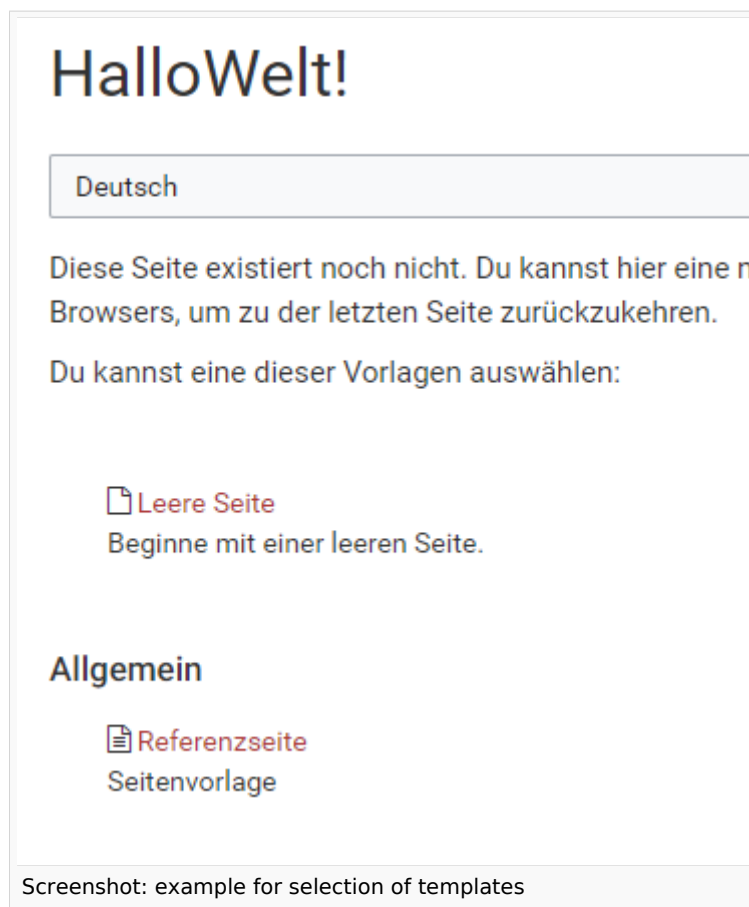 HalloWelt!
Deutsch
Diese Seite existiert noch nicht. Du kannst hier eine
Browsers, um zu der letzten Seite zurückzukehren.
Du kannst eine dieser Vorlagen auswählen:
Leere Seite
Beginne mit einer leeren Seite.
Allgemein
Referenzseite
Seitenvorlage
Screenshot: example for selection of templates